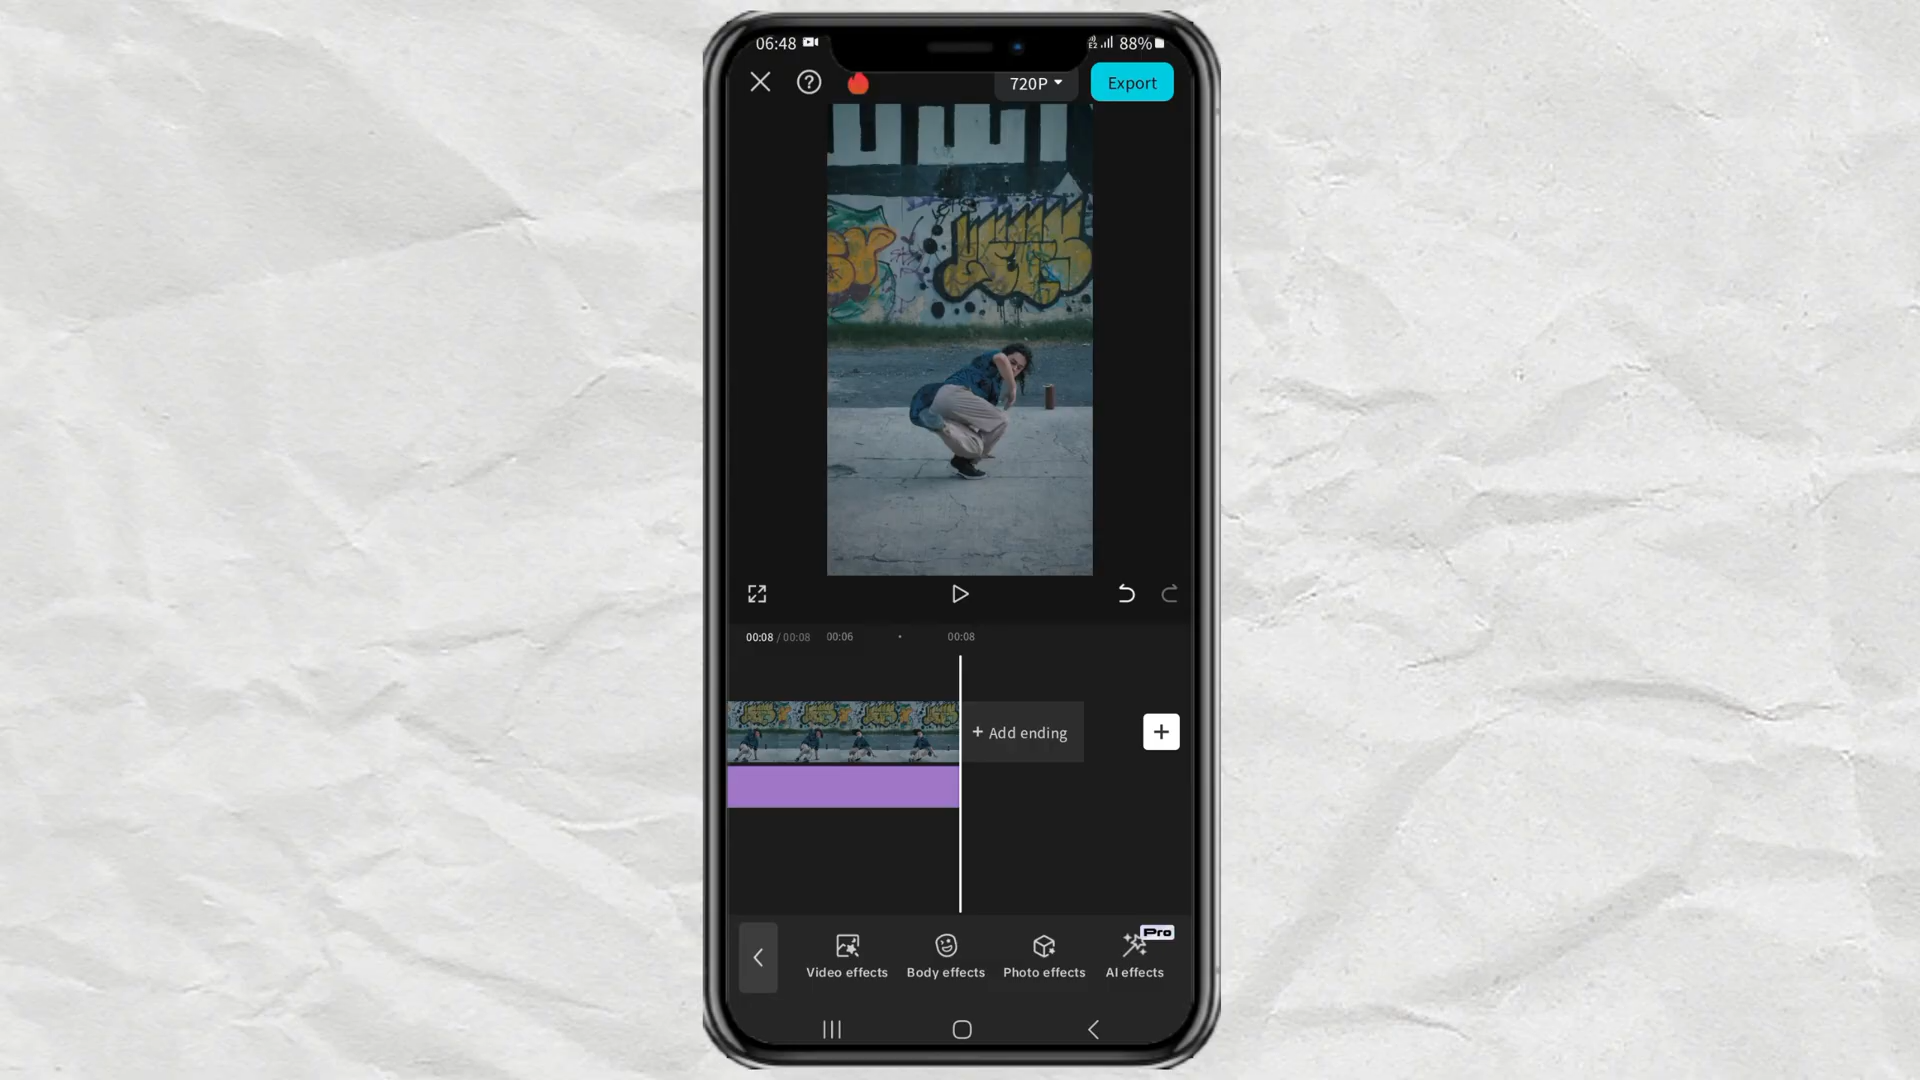 06:48
88%
720P
Export
00:08 / 00:08
00:06
00:08
+ Add ending
Pro
Video effects
Body effects
Photo effects
AI effects